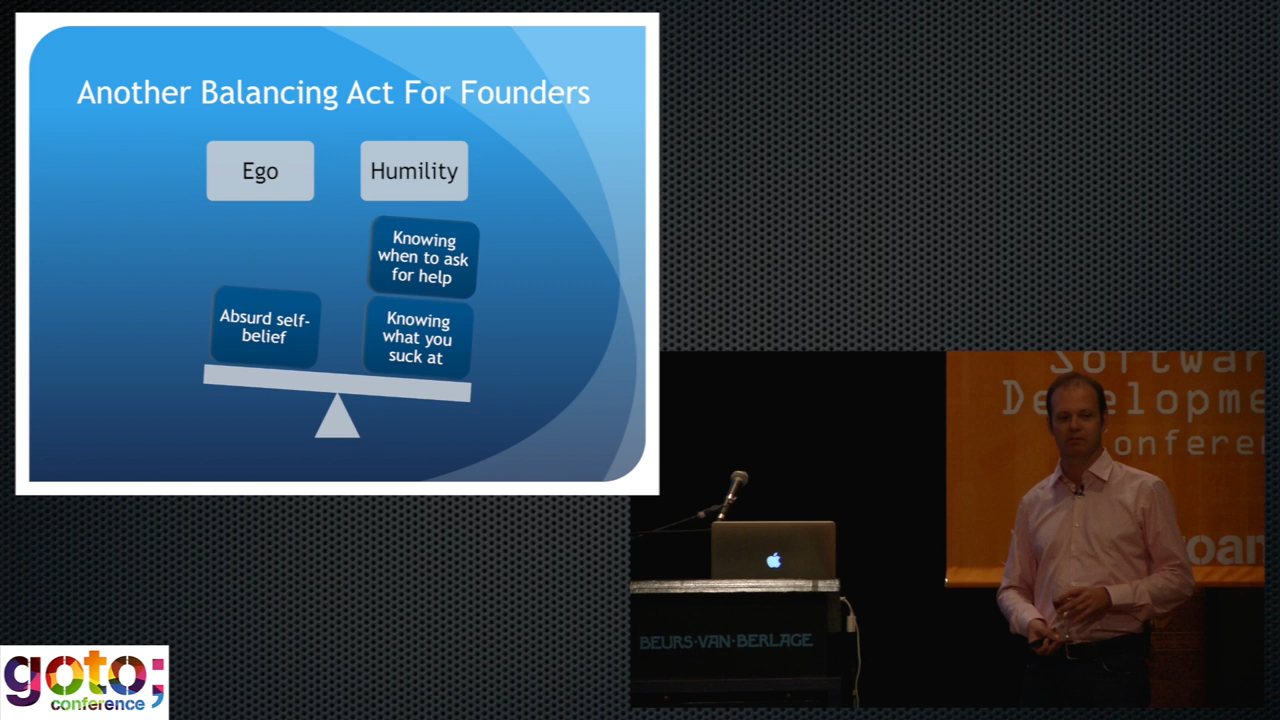 Another Balancing Act For Founders
Ego
Humility
Knowing
when to ask
for help
Absurd self-
belief
Knowing
what you
suck at
Softwar
Developme
onferen
roan
BEURS·VAN·BERLAGE
goto;
conference